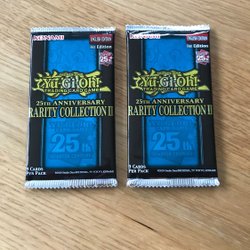 KONAMI
1st Edition
Yu-Gi-Oh!
TRADING CARD GAME
25TH ANNIVERSARY
RARITY COLLECTION II
25th
9 CARDS
PER PACK
KONAMI
1st Edition
Yu-Gi-Oh!
TRADING CARD GAME
25TH ANNIVERSARY
RARITY COLLECTION II
25th
9 CARDS
PER PACK